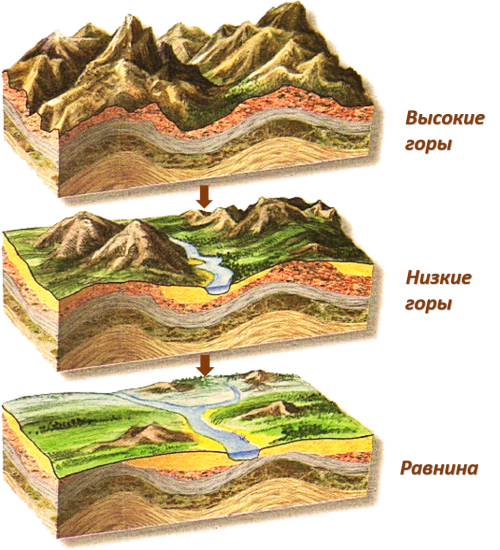 Высокие
горы
Низкие
горы
Равнина